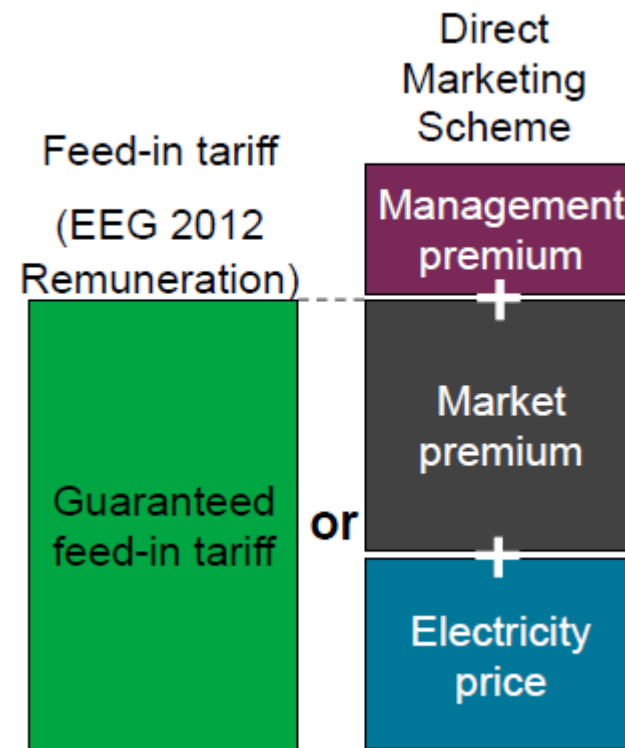 Feed-in tariff
(EEG 2012
Remuneration)
Guaranteed
feed-in tariff
or
Direct
Marketing
Scheme
Management
premium
+
Market
premium
+
Electricity
price